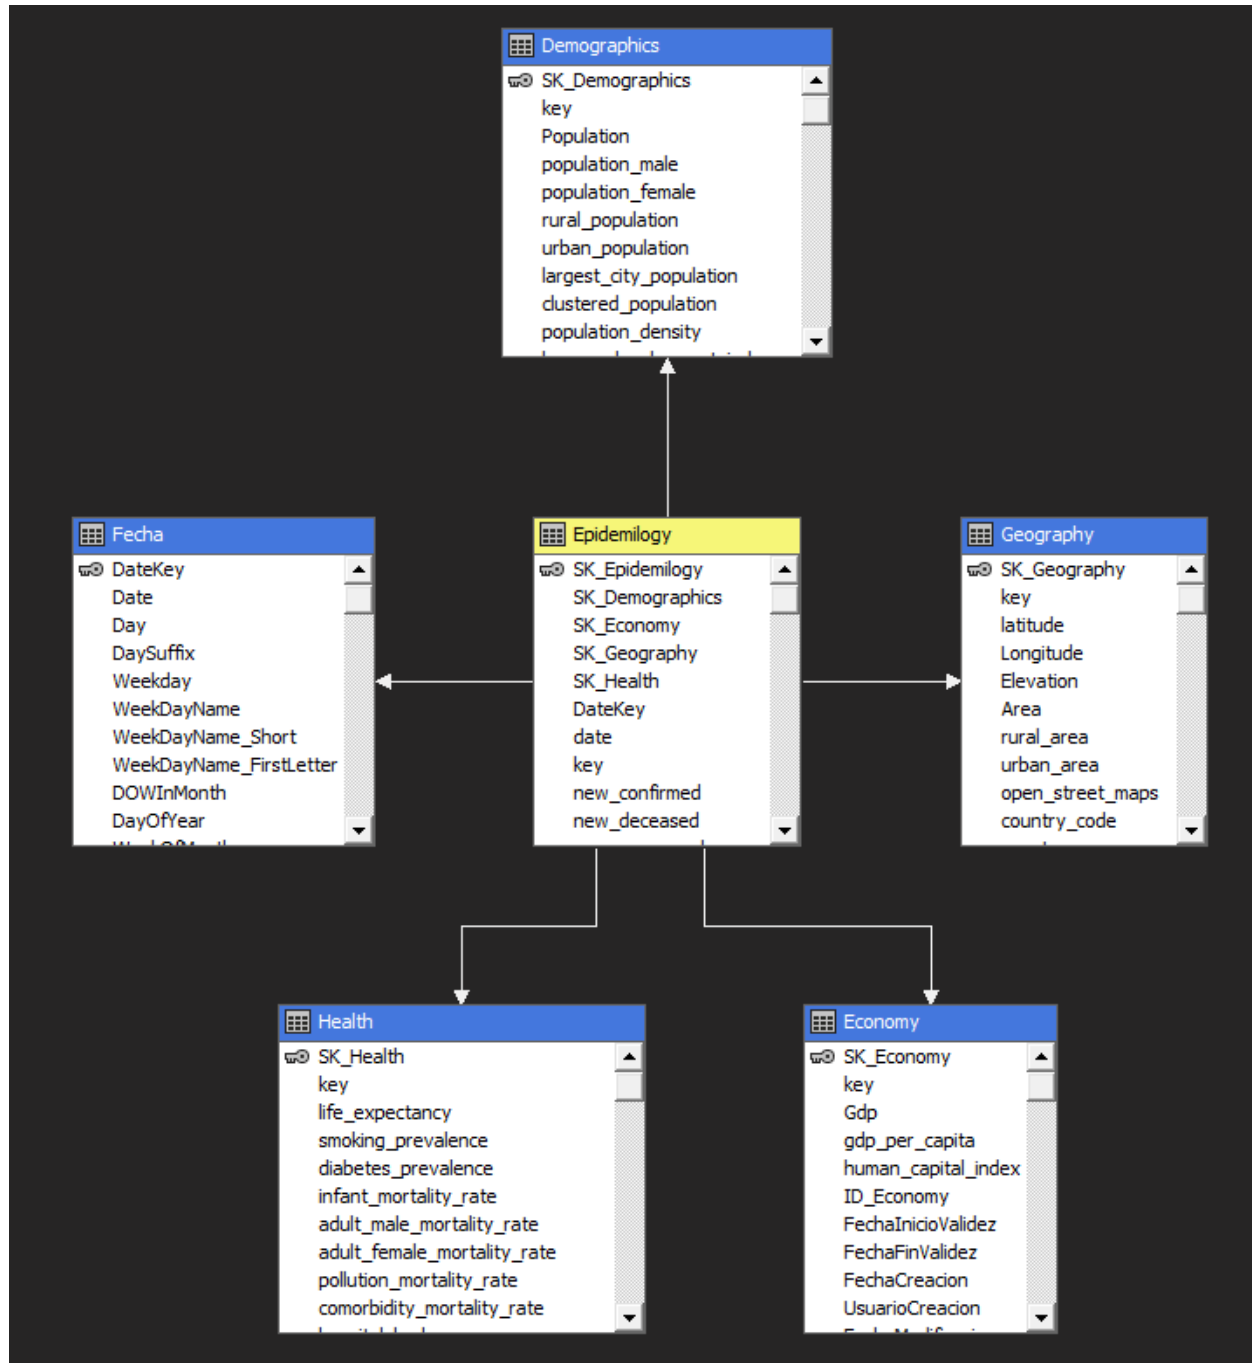 Demographics
SK_Demographics
key
Population
population_male
population_female
rural_population
urban_population
largest_city_population
clustered_population
population_density
Fecha
DateKey
Date
Day
DaySuffix
Weekday
WeekDayName
WeekDayName_Short
WeekDayName_FirstLetter
DOWInMonth
DayOfYear
Epidemilogy
SK_Epidemilogy
SK_Demographics
SK_Economy
SK_Geography
SK_Health
DateKey
date
key
new_confirmed
new_deceased
Geography
SK_Geography
key
latitude
Longitude
Elevation
Area
rural_area
urban_area
open_street_maps
country_code
Health
SK_Health
key
life_expectancy
smoking_prevalence
diabetes_prevalence
infant_mortality_rate
adult_male_mortality_rate
adult_female_mortality_rate
pollution_mortality_rate
comorbidity_mortality_rate
Economy
SK_Economy
key
Gdp
gdp_per_capita
human_capital_index
ID_Economy
FechaInicioValidez
FechaFinValidez
FechaCreacion
UsuarioCreacion